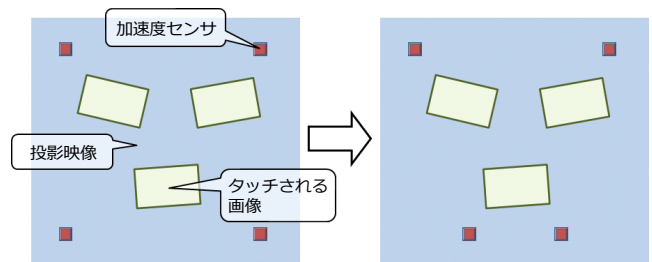 加速度センサ
投影映像
タッチされる
画像